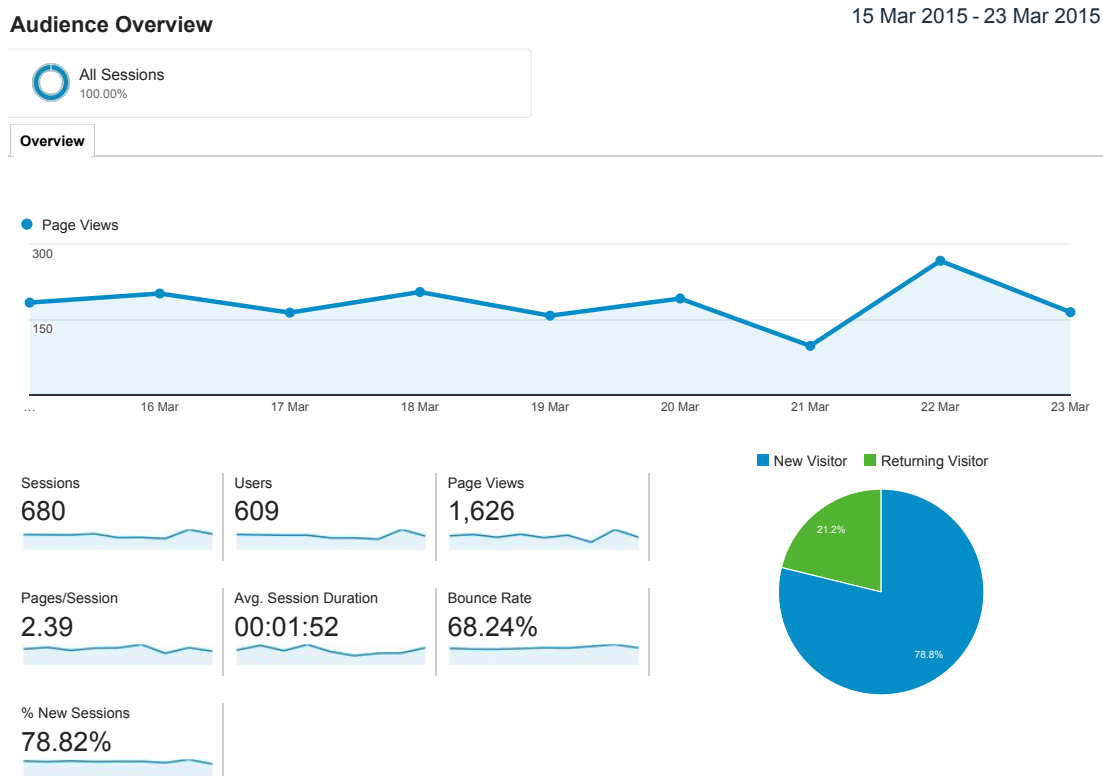 Audience Overview
15 Mar 2015 - 23 Mar 2015
All Sessions
100.00%
Overview
Page Views
300
150
... 16 Mar 17 Mar 18 Mar 19 Mar 20 Mar 21 Mar 22 Mar 23 Mar
New Visitor Returning Visitor
Sessions
680
Users
609
Page Views
1,626
Pages/Session
2.39
Avg. Session Duration
00:01:52
Bounce Rate
68.24%
% New Sessions
78.82%
21.2%
78.8%